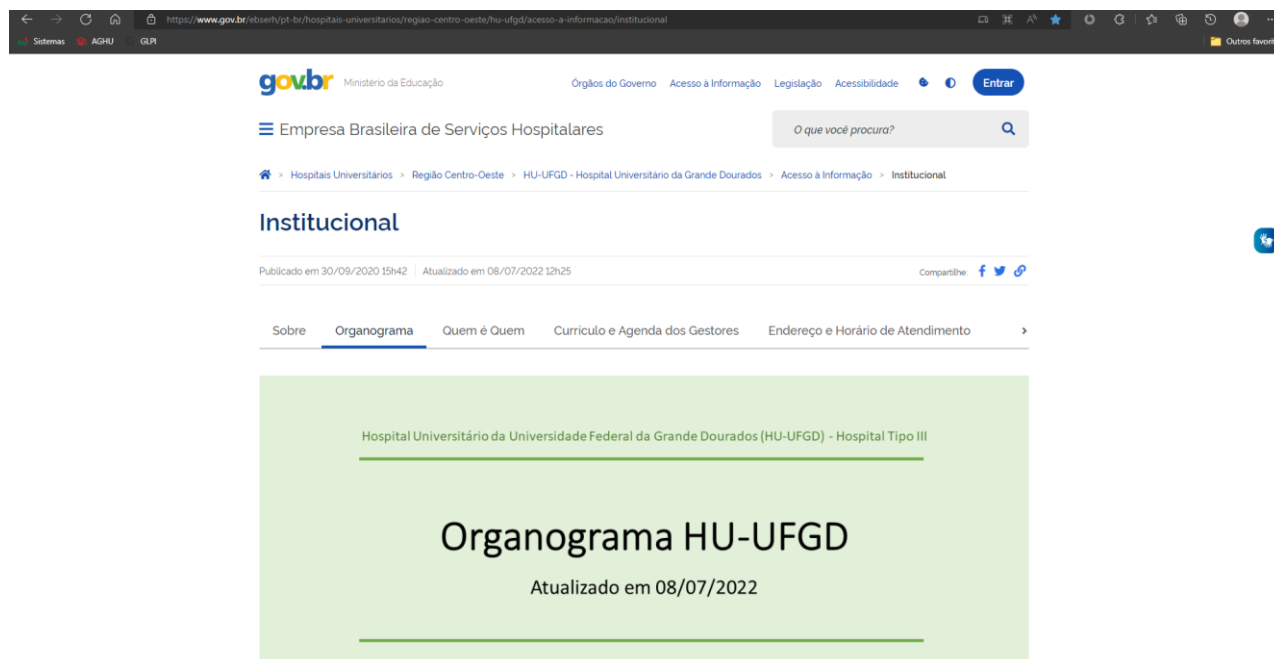 https://www.gov.br/ebserh/pt-br/hospitais-universitarios/regiao-centro-oeste/hu-ufgd/acesso-a-informacao/institucional
Sistemas AGHU GLPI Outros favorit
gov.br Ministério da Educação Órgãos do Governo Acesso à Informação Legislação Acessibilidade Entrar
Empresa Brasileira de Serviços Hospitalares O que você procura?
> Hospitais Universitários > Região Centro-Oeste > HU-UFGD - Hospital Universitário da Grande Dourados > Acesso à Informação > Institucional
Institucional
Publicado em 30/09/2020 15h42 Atualizado em 08/07/2022 12h25 Compartilhe:
Sobre Organograma Quem é Quem Currículo e Agenda dos Gestores Endereço e Horário de Atendimento >
Hospital Universitário da Universidade Federal da Grande Dourados (HU-UFGD) - Hospital Tipo III
Organograma HU-UFGD
Atualizado em 08/07/2022